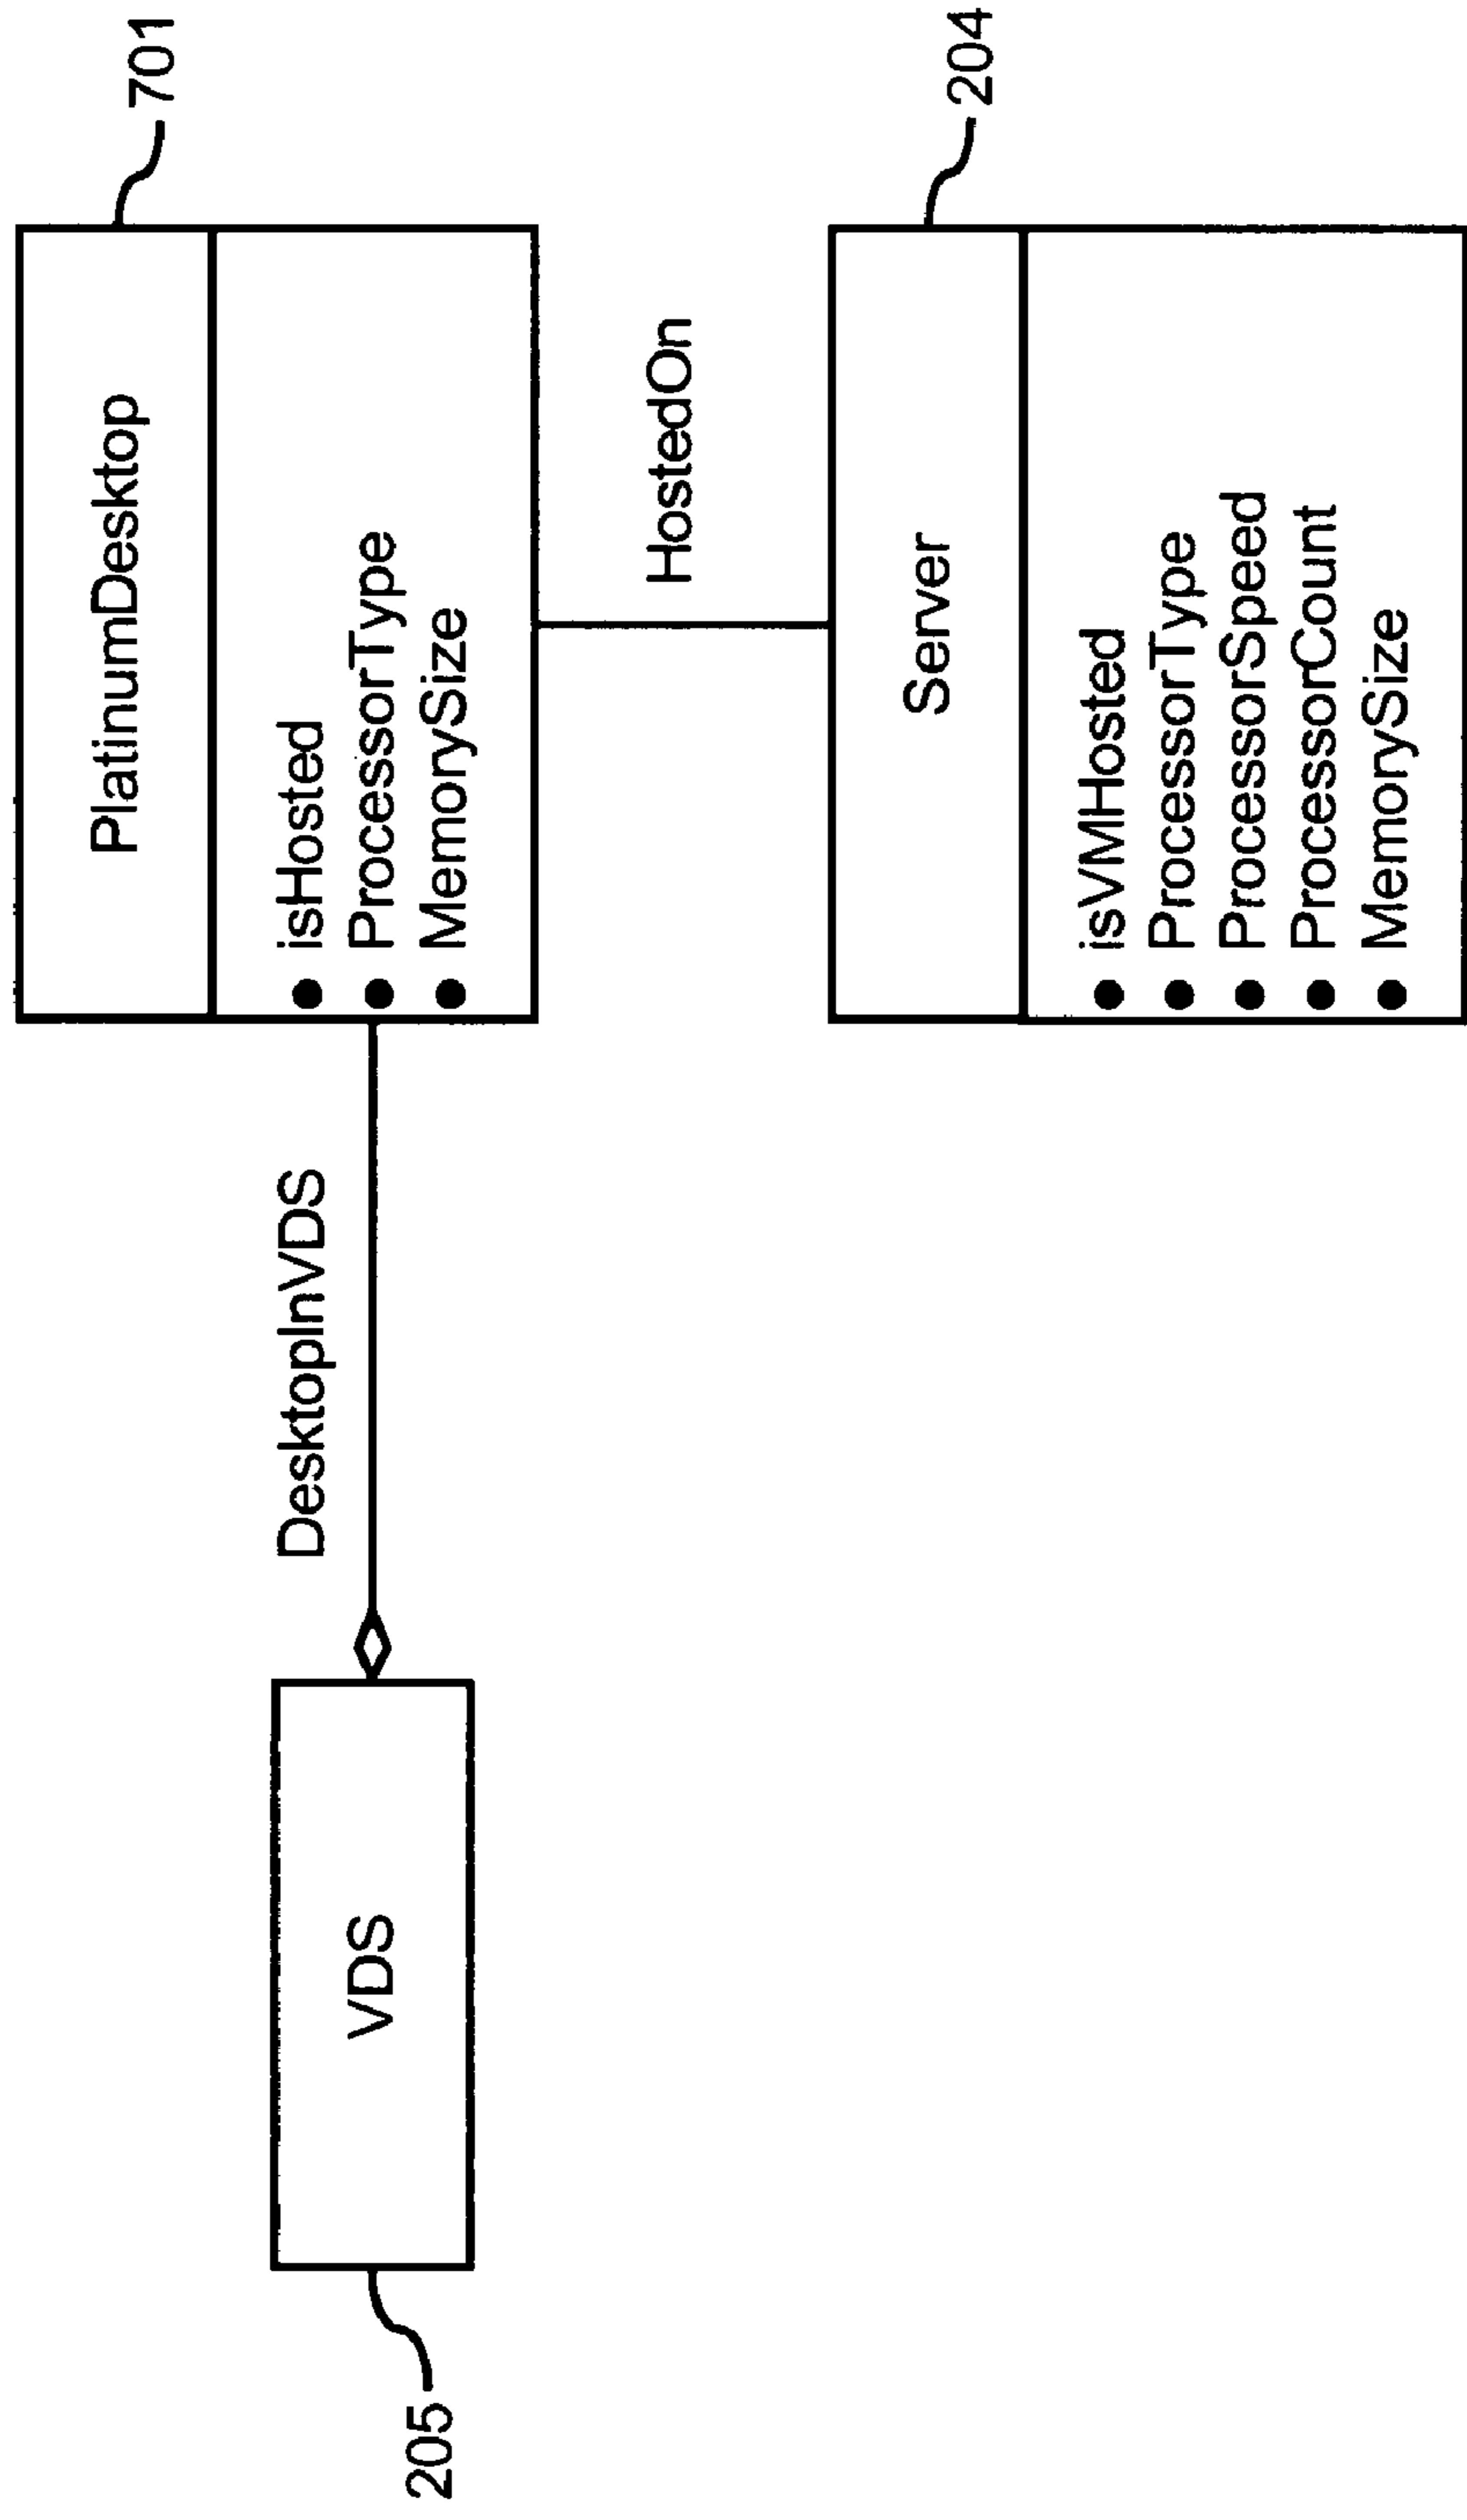 PlatinumDesktop
701
● isHosted
● ProcessorType
● MemorySize
DesktopInVDS
VDS
205
HostedOn
Server
204
● isVMHosted
● ProcessorType
● ProcessorSpeed
● ProcessorCount
● MemorySize